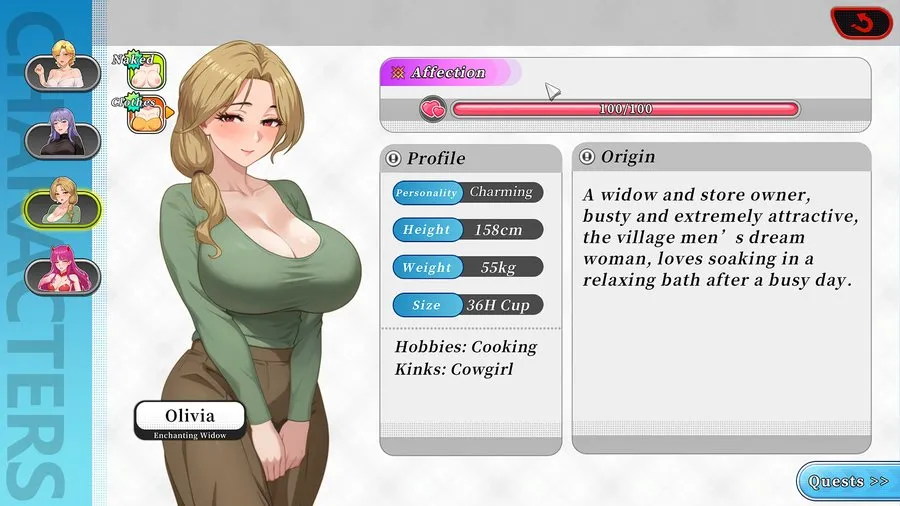 CHARACTERS
Naked
Clothes
Olivia
Enchanting Widow
Affection
100/100
Profile
Personality Charming
Height 158cm
Weight 55kg
Size 36H Cup
Hobbies: Cooking
Kinks: Cowgirl
Origin
A widow and store owner,
busty and extremely attractive,
the village men’s dream
woman, loves soaking in a
relaxing bath after a busy day.
Quests >>